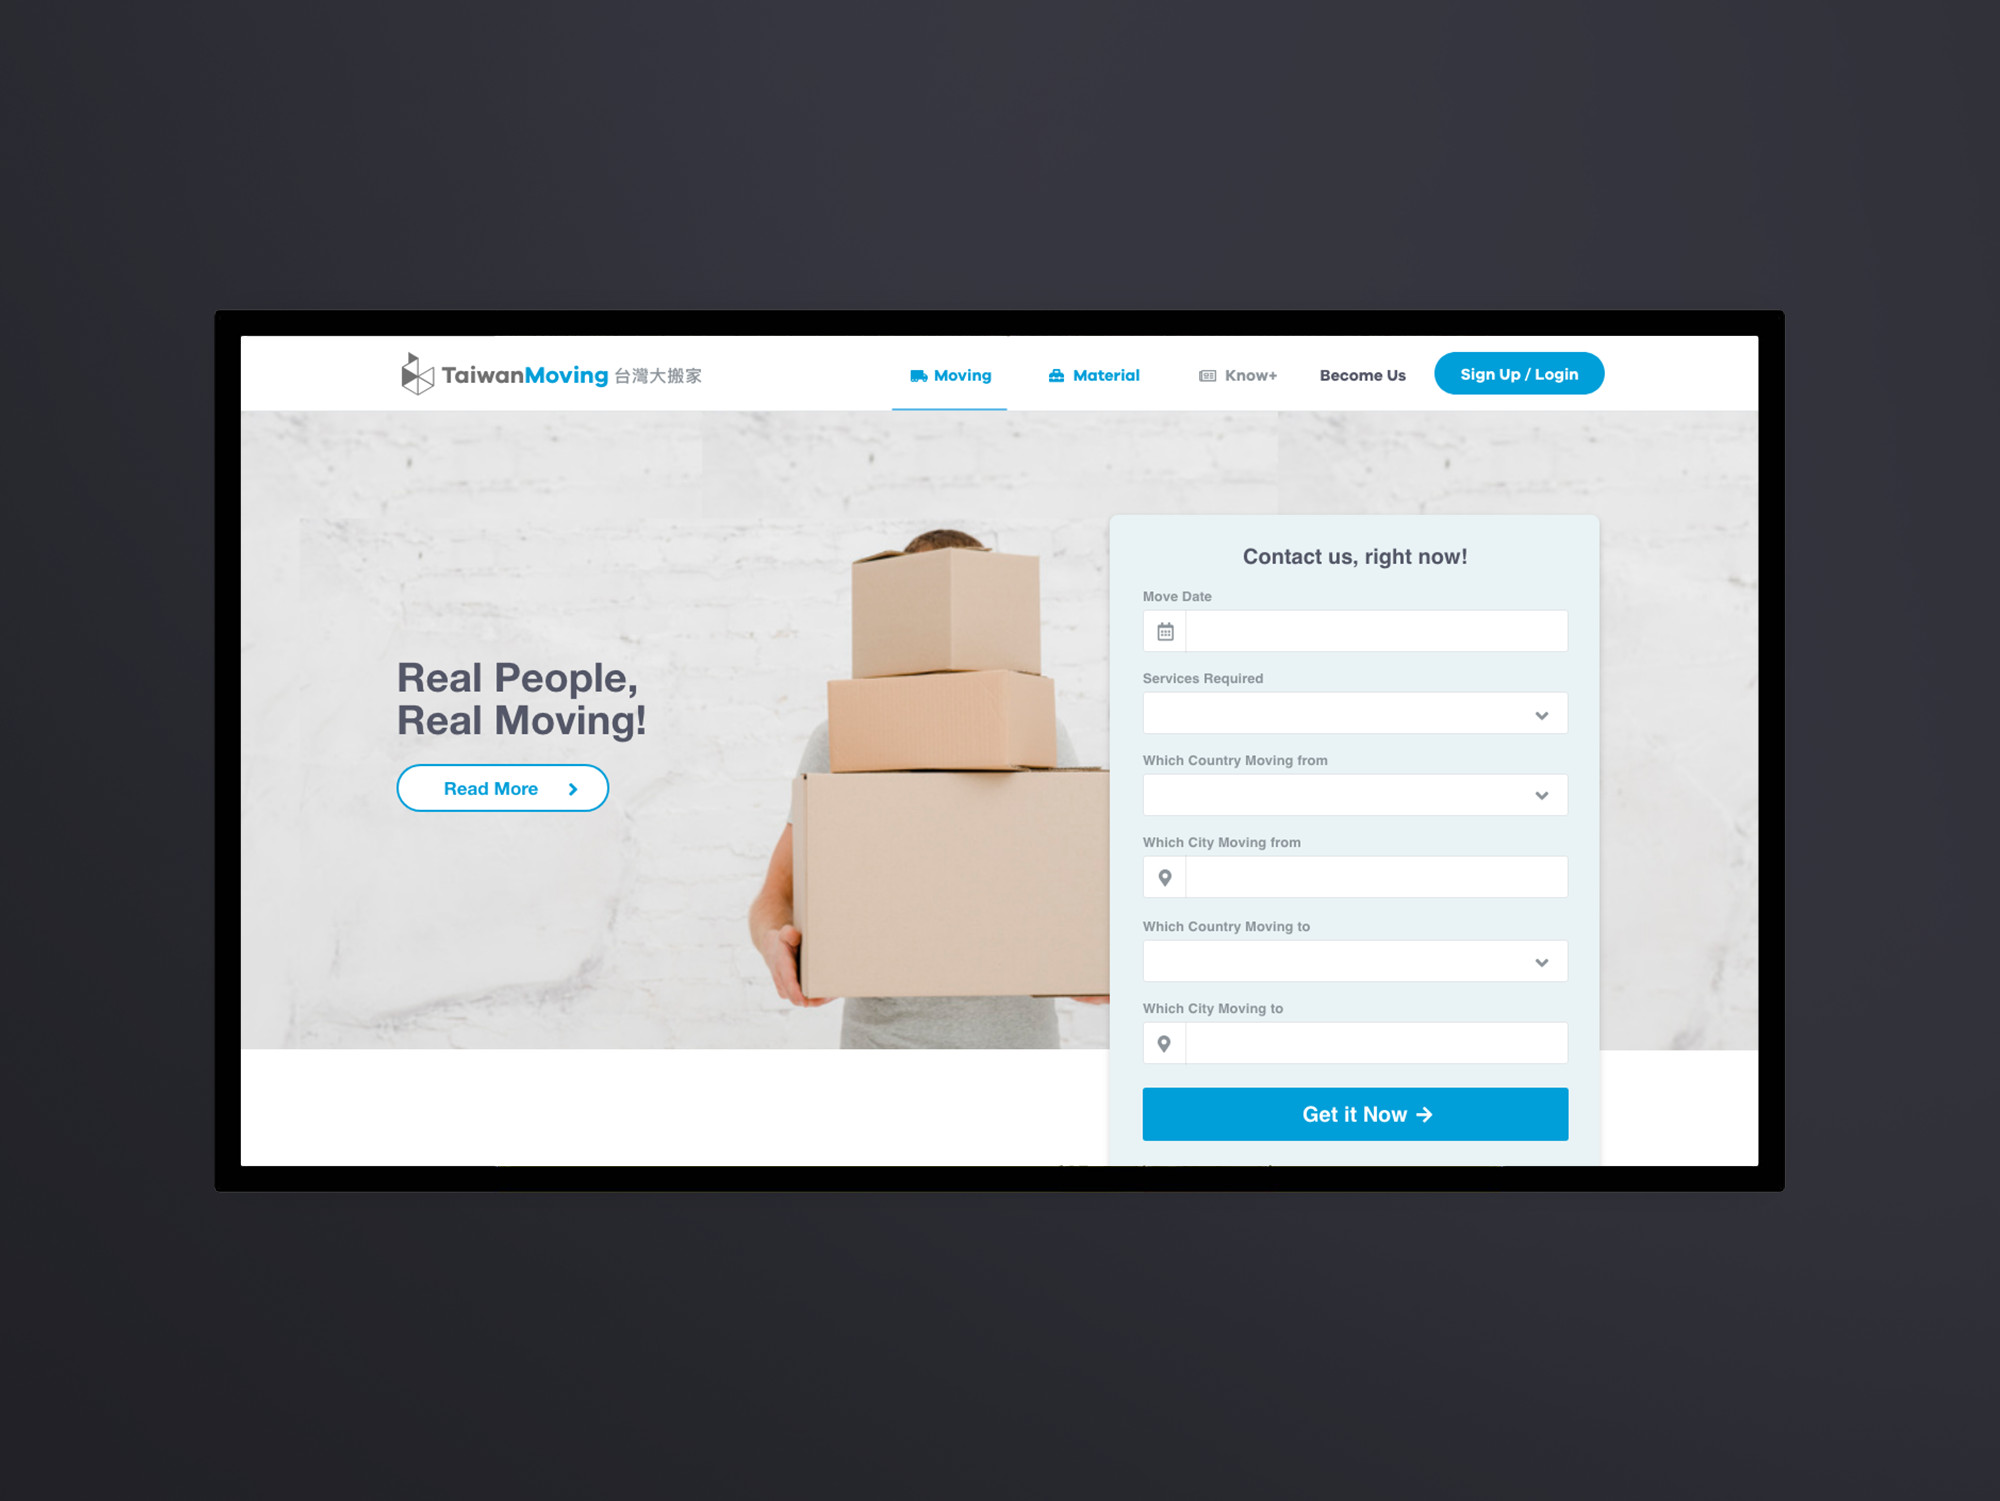 TaiwanMoving 台灣大搬家
Moving
Material
Know+
Become Us
Sign Up / Login
Real People,
Real Moving!
Read More
Contact us, right now!
Move Date
Services Required
Which Country Moving from
Which City Moving from
Which Country Moving to
Which City Moving to
Get it Now